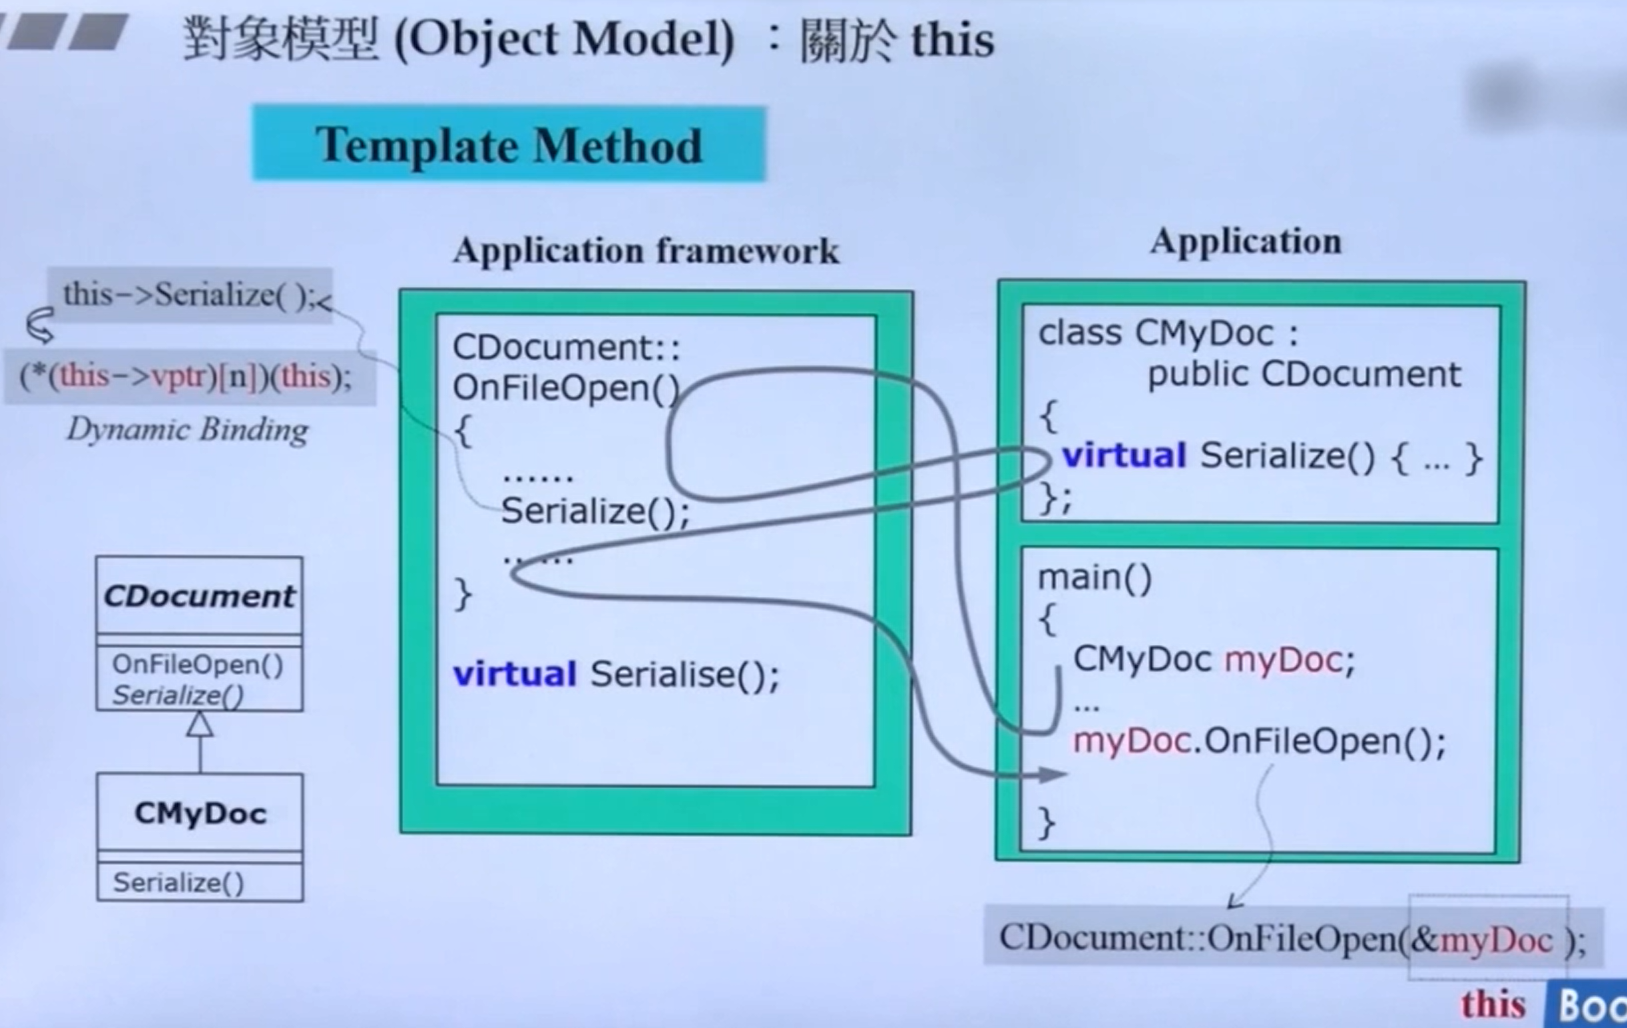 對象模型 (Object Model) ：關於 this
Template Method
Application framework
Application
this->Serialize( );
(*(this->vptr)[n])(this);
Dynamic Binding
CDocument::
OnFileOpen()
{
......
Serialize();
......
}
virtual Serialise();
class CMyDoc :
public CDocument
{
virtual Serialize() { ... }
};
main()
{
CMyDoc myDoc;
...
myDoc.OnFileOpen();
}
CDocument
OnFileOpen()
Serialize()
CMyDoc
Serialize()
CDocument::OnFileOpen(&myDoc );
this
Boo